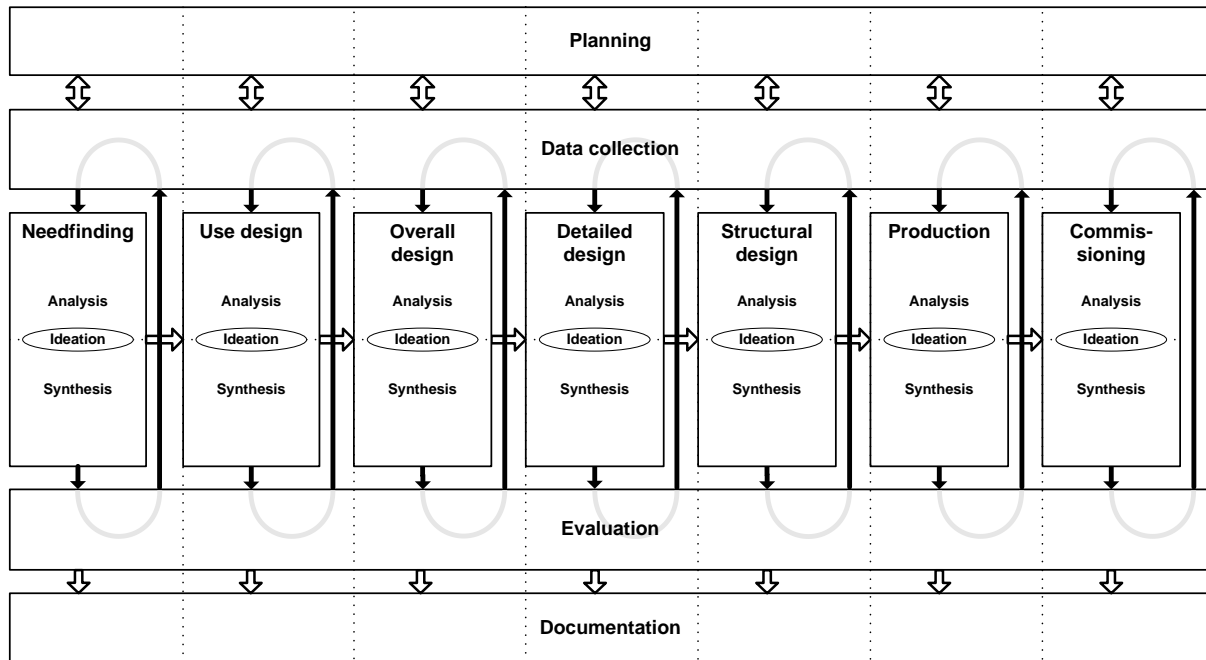 Planning
Data collection
Needfinding
Analysis
Ideation
Synthesis
Use design
Analysis
Ideation
Synthesis
Overall
design
Analysis
Ideation
Synthesis
Detailed
design
Analysis
Ideation
Synthesis
Structural
design
Analysis
Ideation
Synthesis
Production
Analysis
Ideation
Synthesis
Commis-
sioning
Analysis
Ideation
Synthesis
Evaluation
Documentation